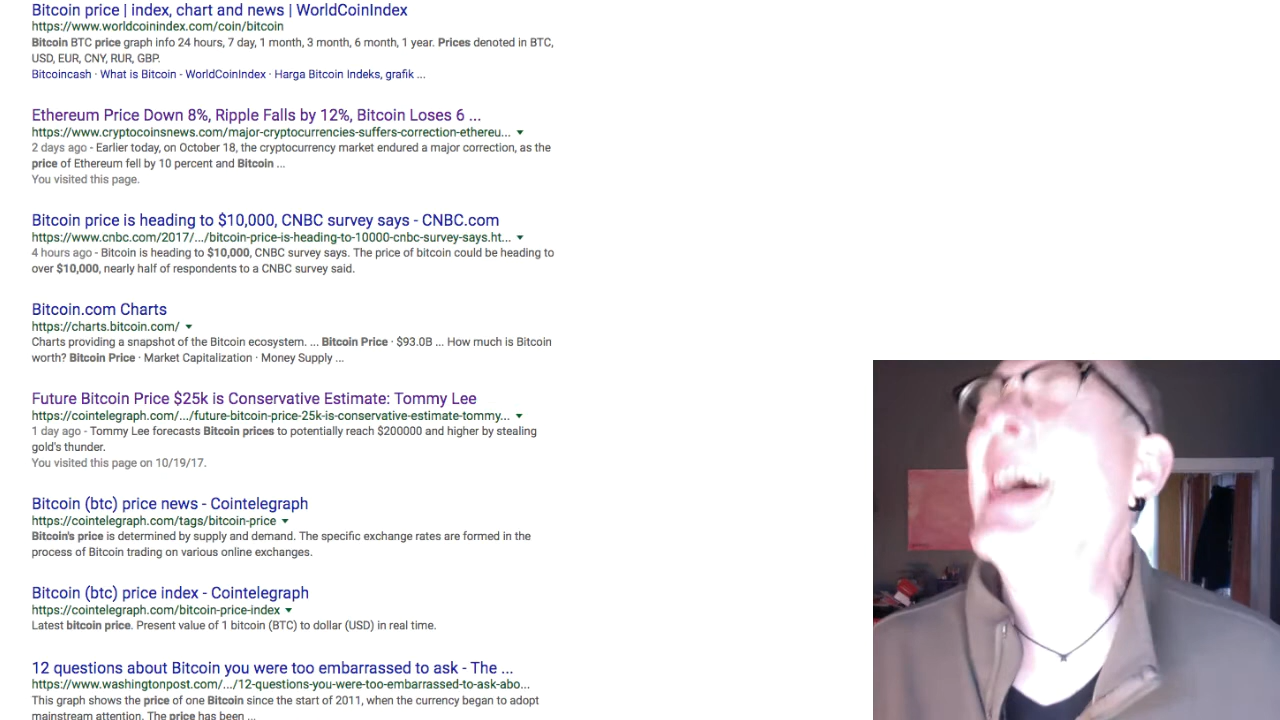 Bitcoin price | index, chart and news | WorldCoinIndex
https://www.worldcoinindex.com/coin/bitcoin
Bitcoin BTC price graph info 24 hours, 7 day, 1 month, 3 month, 6 month, 1 year. Prices denoted in BTC,
USD, EUR, CNY, RUR, GBP.
Bitcoincash · What is Bitcoin - WorldCoinIndex · Harga Bitcoin Indeks, grafik ...
Ethereum Price Down 8%, Ripple Falls by 12%, Bitcoin Loses 6 ...
https://www.cryptocoinsnews.com/major-cryptocurrencies-suffers-correction-ethereu...
2 days ago - Earlier today, on October 18, the cryptocurrency market endured a major correction, as the
price of Ethereum fell by 10 percent and Bitcoin ...
You visited this page.
Bitcoin price is heading to $10,000, CNBC survey says - CNBC.com
https://www.cnbc.com/2017/.../bitcoin-price-is-heading-to-10000-cnbc-survey-says.ht...
4 hours ago - Bitcoin is heading to $10,000, CNBC survey says. The price of bitcoin could be heading to
over $10,000, nearly half of respondents to a CNBC survey said.
Bitcoin.com Charts
https://charts.bitcoin.com/
Charts providing a snapshot of the Bitcoin ecosystem. ... Bitcoin Price · $93.0B ... How much is Bitcoin
worth? Bitcoin Price · Market Capitalization · Money Supply ...
Future Bitcoin Price $25k is Conservative Estimate: Tommy Lee
https://cointelegraph.com/.../future-bitcoin-price-25k-is-conservative-estimate-tommy...
1 day ago - Tommy Lee forecasts Bitcoin prices to potentially reach $200000 and higher by stealing
gold's thunder.
You visited this page on 10/19/17.
Bitcoin (btc) price news - Cointelegraph
https://cointelegraph.com/tags/bitcoin-price
Bitcoin's price is determined by supply and demand. The specific exchange rates are formed in the
process of Bitcoin trading on various online exchanges.
Bitcoin (btc) price index - Cointelegraph
https://cointelegraph.com/bitcoin-price-index
Latest bitcoin price. Present value of 1 bitcoin (BTC) to dollar (USD) in real time.
12 questions about Bitcoin you were too embarrassed to ask - The ...
https://www.washingtonpost.com/.../12-questions-you-were-too-embarrassed-to-ask-abo...
This graph shows the price of one Bitcoin since the start of 2011, when the currency began to adopt
mainstream attention. The price has been ...